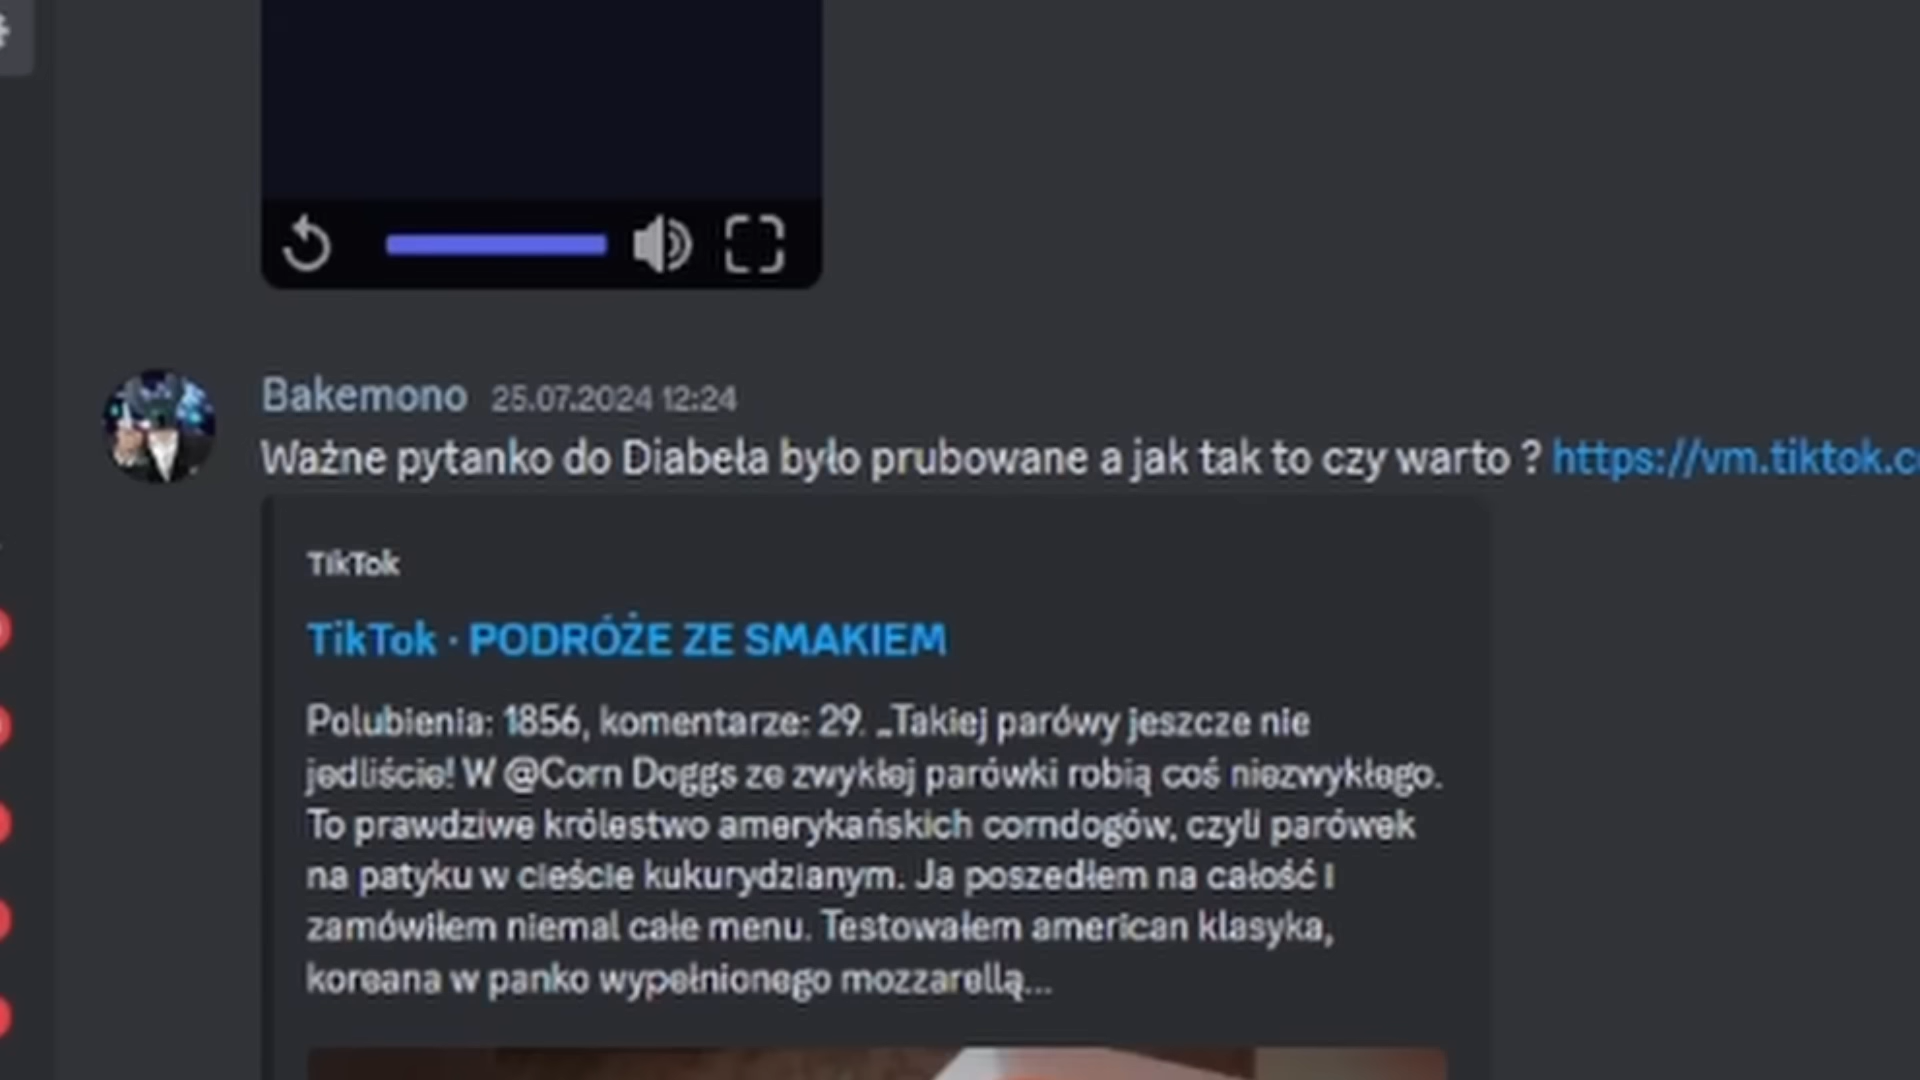 Bakemono 25.07.2024 12:24
Ważne pytanko do Diabeła było prubowane a jak tak to czy warto ? https://vm.tiktok.c
TikTok
TikTok · PODRÓŻE ZE SMAKIEM
Polubienia: 1856, komentarze: 29. „Takiej parówy jeszcze nie
jedliście! W @Corn Doggs ze zwykłej parówki robią coś niezwykłego.
To prawdziwe królestwo amerykańskich corndogów, czyli parówek
na patyku w cieście kukurydzianym. Ja poszedłem na całość i
zamówiłem niemal całe menu. Testowałem american klasyka,
koreana w panko wypełnionego mozzarellą...